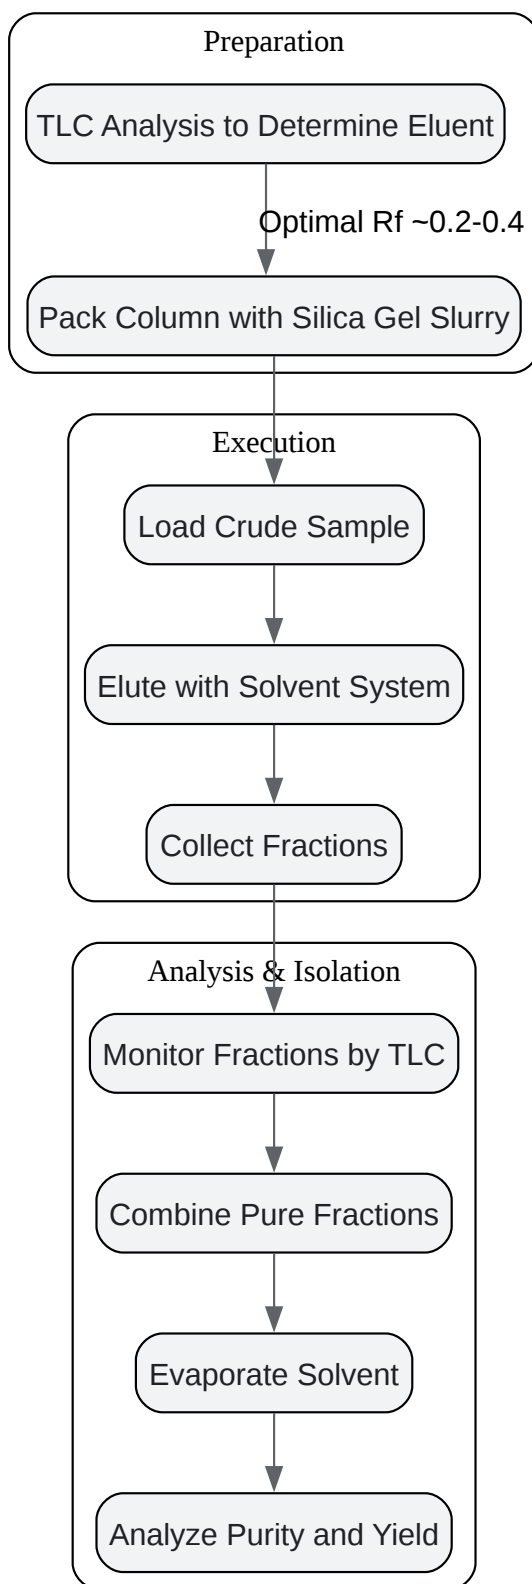 Preparation
TLC Analysis to Determine Eluent
Optimal Rf ~0.2-0.4
Pack Column with Silica Gel Slurry
Execution
Load Crude Sample
Elute with Solvent System
Collect Fractions
Analysis & Isolation
Monitor Fractions by TLC
Combine Pure Fractions
Evaporate Solvent
Analyze Purity and Yield